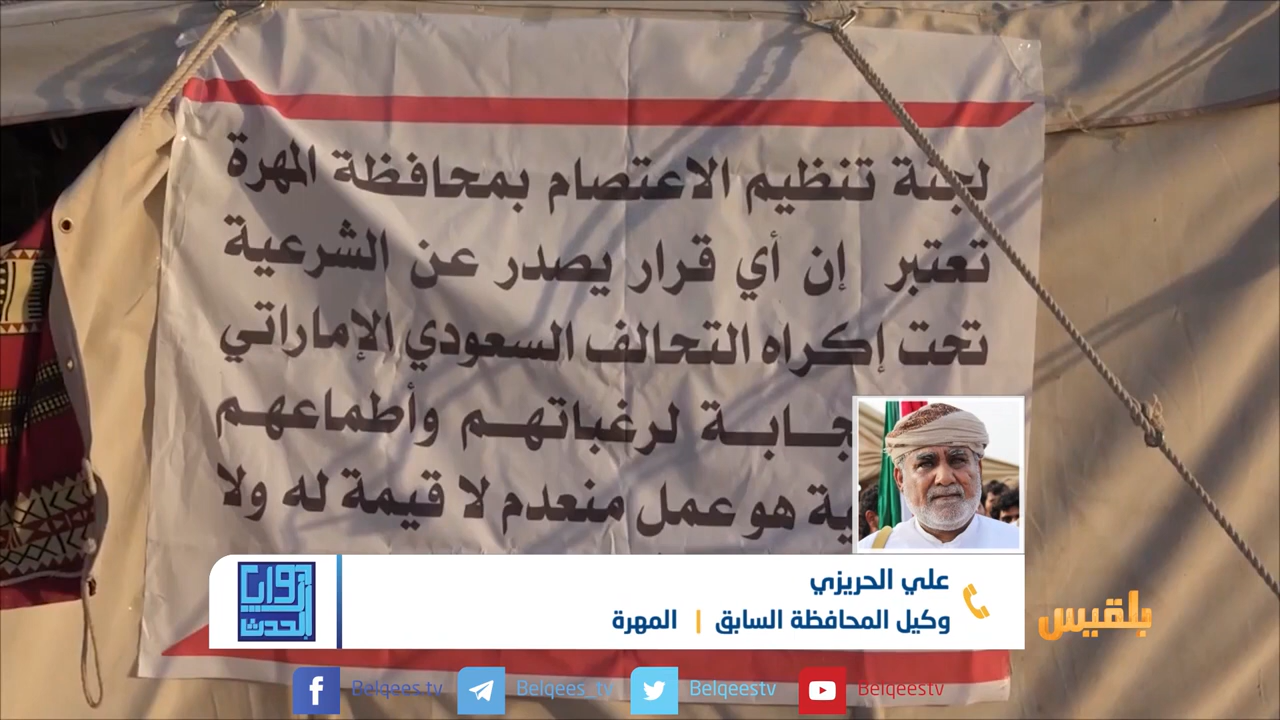 لجنة تنظيم الاعتصام بمحافظة المهرة
تعتبر إن أي قرار يصدر عن الشرعية
تحت إكراه التحالف السعودي الإماراتي
لرغباتهم وأطماعهم
هو عمل منعدم لا قيمة له ولا
علي الحريزي
وكيل المحافظة السابق | المهرة
زوايا الحدث
بلقيس
Belqees.tv
Belqees_tv
Belqeestv
Belqeestv